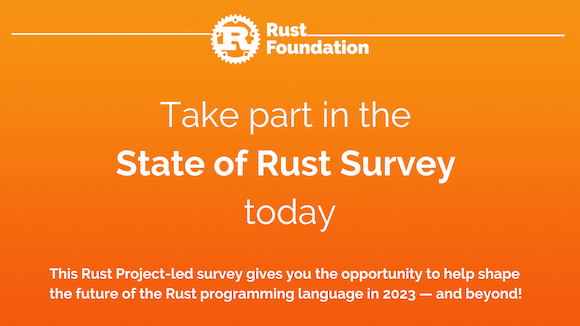 Rust
Foundation
Take part in the
State of Rust Survey
today
This Rust Project-led survey gives you the opportunity to help shape
the future of the Rust programming language in 2023 — and beyond!